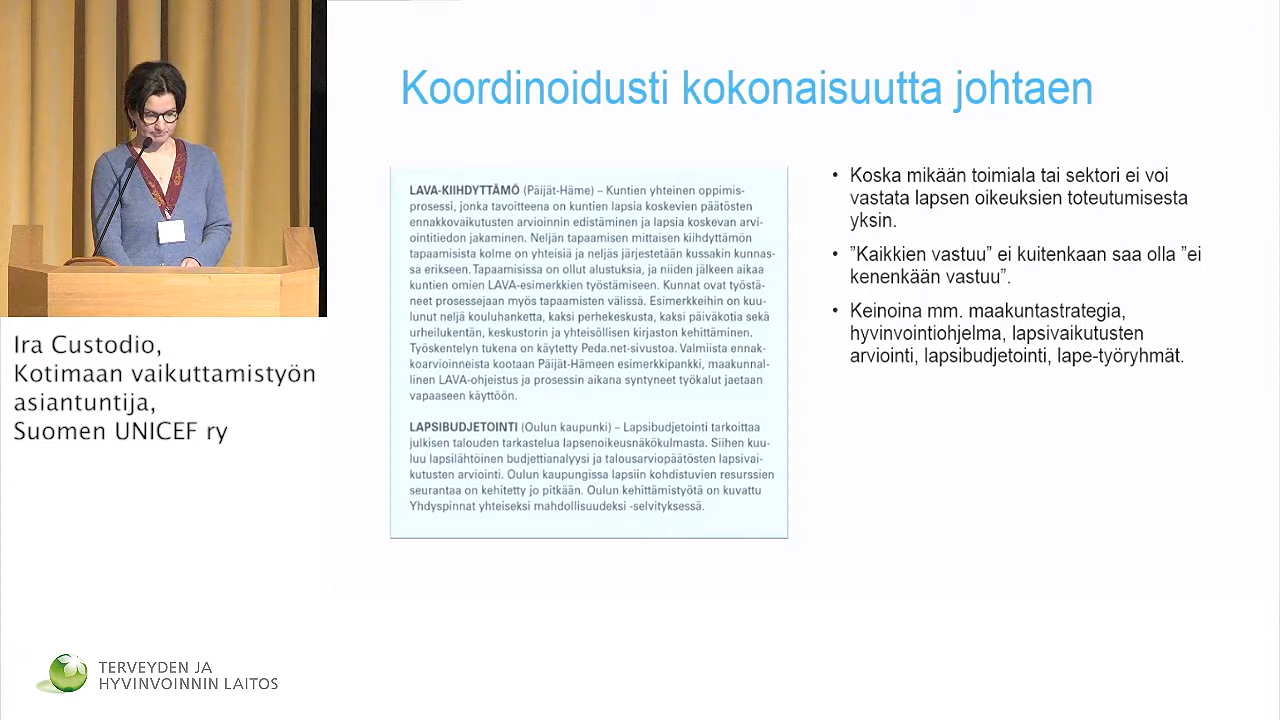 Koordinoidusti kokonaisuutta johtaen
LAVA-KIIHDYTTÄMÖ (Päijät-Häme) – Kuntien yhteinen oppimis-
prosessi, jonka tavoitteena on kuntien lapsia koskevien päätösten
ennakkovaikutusten arvioinnin edistäminen ja lapsia koskevan arvi-
ointitiedon jakaminen. Neljän tapaamisen mittaisen kiihdyttämön
tapaamisista kolme on yhteisiä ja neljäs järjestetään kussakin kunnas-
sa erikseen. Tapaamisissa on ollut alustuksia, ja niiden jälkeen aikaa
kuntien omien LAVA-esimerkkien työstämiseen. Kunnat ovat työstä-
neet prosessejaan myös tapaamisten välissä. Esimerkkeihin on kuu-
lunut neljä kouluhanketta, kaksi perhekeskusta, kaksi päiväkotia sekä
urheilukentän, keskustorin ja yhteisöllisen kirjaston kehittäminen.
Työskentelyn tukena on käytetty Peda.net-sivustoa. Valmiista ennak-
koarvioinneista kootaan Päijät-Hämeen esimerkkipankki, maakunnal-
linen LAVA-ohjeistus ja prosessin aikana syntyneet työkalut jaetaan
vapaaseen käyttöön.
LAPSIBUDJETOINTI (Oulun kaupunki) – Lapsibudjetointi tarkoittaa
julkisen talouden tarkastelua lapsenoikeusnäkökulmasta. Siihen kuu-
luu lapsilähtöinen budjettianalyysi ja talousarviopäätösten lapsivai-
kutusten arviointi. Oulun kaupungissa lapsiin kohdistuvien resurssien
seurantaa on kehitetty jo pitkään. Oulun kehittämistyötä on kuvattu
Yhdyspinnat yhteiseksi mahdollisuudeksi -selvityksessä.
• Koska mikään toimiala tai sektori ei voi
vastata lapsen oikeuksien toteutumisesta
yksin.
• ”Kaikkien vastuu” ei kuitenkaan saa olla ”ei
kenenkään vastuu”.
• Keinoina mm. maakuntastrategia,
hyvinvointiohjelma, lapsivaikutusten
arviointi, lapsibudjetointi, lape-työryhmät.
Ira Custodio,
Kotimaan vaikuttamistyön
asiantuntija,
Suomen UNICEF ry
TERVEYDEN JA
HYVINVOINNIN LAITOS